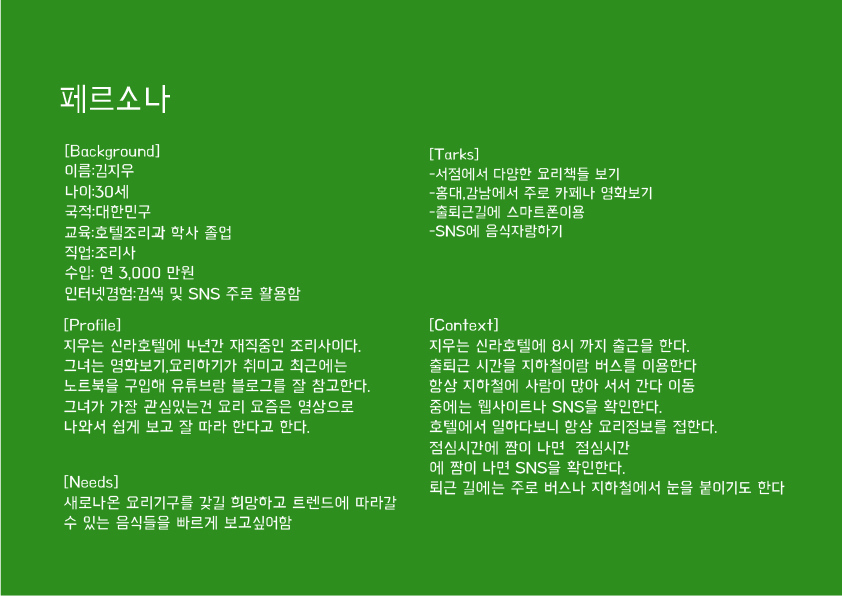 페르소나
[Background]
이름:김지우
나이:30세
국적:대한민구
교육:호텔조리과 학사 졸업
직업:조리사
수입: 연 3,000 만원
인터넷경험:검색 및 SNS 주로 활용함
[Profile]
지우는 신라호텔에 4년간 재직중인 조리사이다.
그녀는 영화보기,요리하기가 취미고 최근에는
노트북을 구입해 유튜브람 블로그를 잘 참고한다.
그녀가 가장 관심있는건 요리 요즘은 영상으로
나와서 쉽게 보고 잘 따라 한다고 한다.
[Needs]
새로나온 요리기구를 갖길 희망하고 트렌드에 따라갈
수 있는 음식들을 빠르게 보고싶어함
[Tarks]
-서점에서 다양한 요리책들 보기
-홍대,강남에서 주로 카페나 영화보기
-출퇴근길에 스마트폰이용
-SNS에 음식자람하기
[Context]
지우는 신라호텔에 8시 까지 출근을 한다.
출퇴근 시간을 지하철이람 버스를 이용한다
항상 지하철에 사람이 많아 서서 간다 이동
중에는 웹사이트나 SNS을 확인한다.
호텔에서 일하다보니 항상 요리정보를 접한다.
점심시간에 짬이 나면 점심시간
에 짬이 나면 SNS을 확인한다.
퇴근 길에는 주로 버스나 지하철에서 눈을 붙이기도 한다